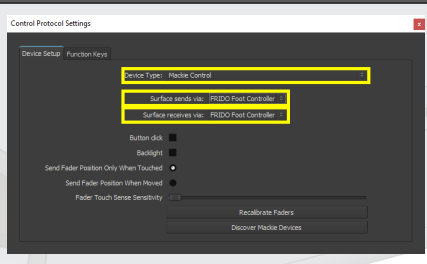 Control Protocol Settings
x
Device Setup Function Keys
Device Type: Mackie Control
Surface sends via: FRIDO Foot Controller
Surface receives via: FRIDO Foot Controller
Button click
Backlight
Send Fader Position Only When Touched
Send Fader Position When Moved
Fader Touch Sense Sensitivity
Recalibrate Faders
Discover Mackie Devices